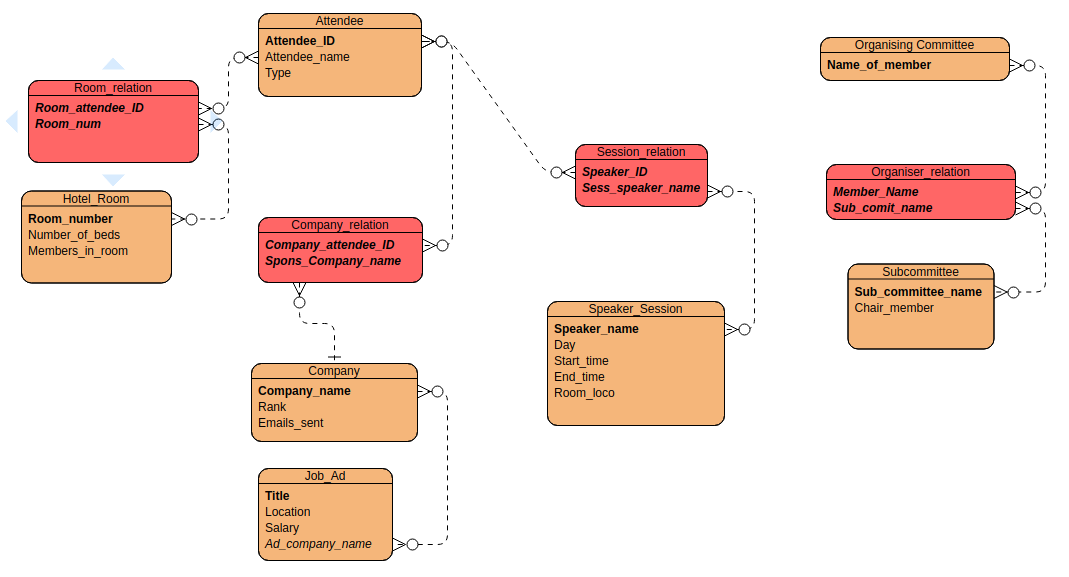 Attendee
Attendee_ID
Attendee_name
Type
Organising Committee
Name_of_member
Room_relation
Room_attendee_ID
Room_num
Session_relation
Speaker_ID
Sess_speaker_name
Organiser_relation
Member_Name
Sub_comit_name
Hotel_Room
Room_number
Number_of_beds
Members_in_room
Company_relation
Company_attendee_ID
Spons_Company_name
Subcommittee
Sub_committee_name
Chair_member
Speaker_Session
Speaker_name
Day
Start_time
End_time
Room_loco
Company
Company_name
Rank
Emails_sent
Job_Ad
Title
Location
Salary
Ad_company_name